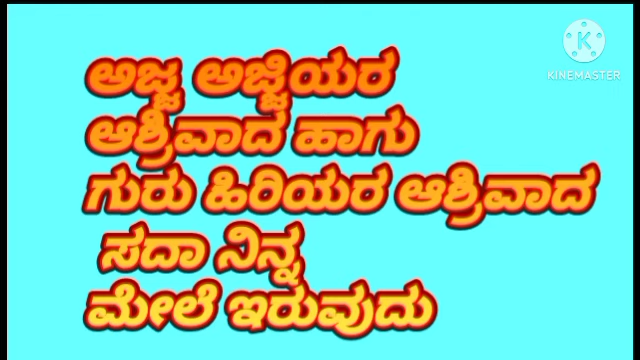 ಅಜ್ಜ ಅಜ್ಜಿಯರ
ಆಶ್ರಿವಾದ ಹಾಗು
ಗುರು ಹಿರಿಯರ ಆಶ್ರಿವಾದ
ಸದಾ ನಿನ್ನ
ಮೇಲೆ ಇರುವುದು
K
KINEMASTER